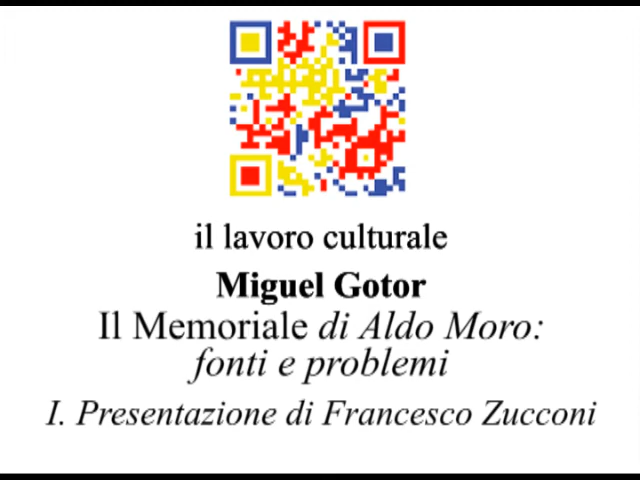 il lavoro culturale
Miguel Gotor
Il Memoriale di Aldo Moro:
fonti e problemi
I. Presentazione di Francesco Zucconi